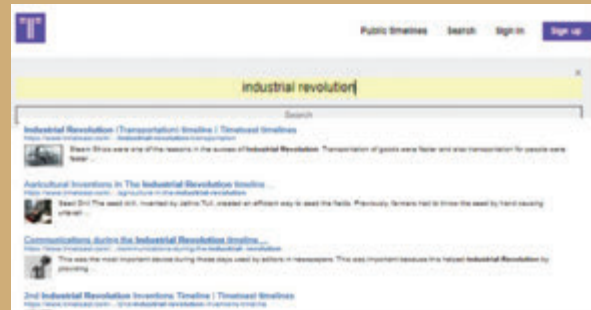 T
Public timelines Search Sign in Sign up
×
industrial revolution
Search
Industrial Revolution (Transportation) timeline | Timetoast timelines
Steam Ships were one of the reasons in the success of Industrial Revolution. Transportation of goods were faster and also transportation for people were
faster ...
Agricultural Inventions In The Industrial Revolution timeline ...
Seed Drill The seed drill, invented by Jethro Tull, created an efficient way to seed the fields. Previously, farmers had to throw the seed by hand causing
uneven ...
Communications during the Industrial Revolution timeline ...
This was the most important device during those days used by editors in newspapers. This was important because this helped Industrial Revolution by
providing ...
2nd Industrial Revolution Inventions Timeline | Timetoast timelines